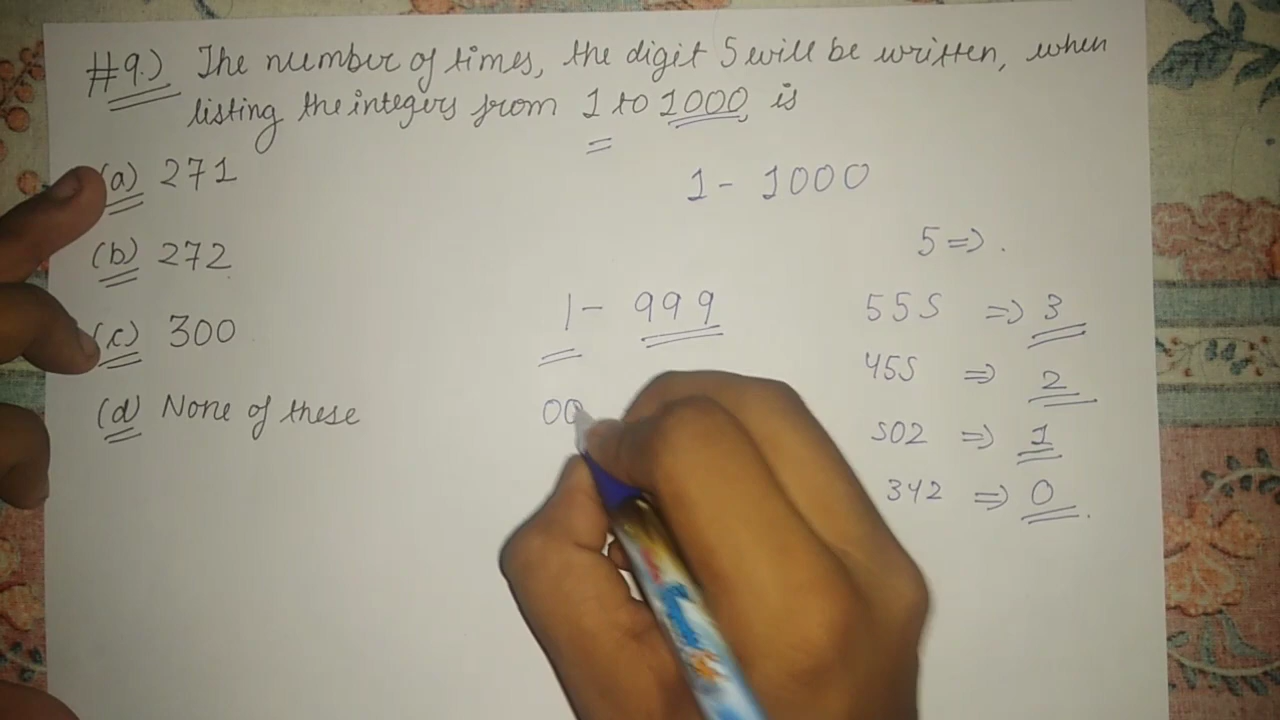 #9.) The number of times, the digit 5 will be written, when
listing the integers from 1 to 1000, is
(a) 271
(b) 272
(c) 300
(d) None of these
1 - 1000
5 => .
1 - 999
00
555 => 3
455 => 2
502 => 1
342 => 0.